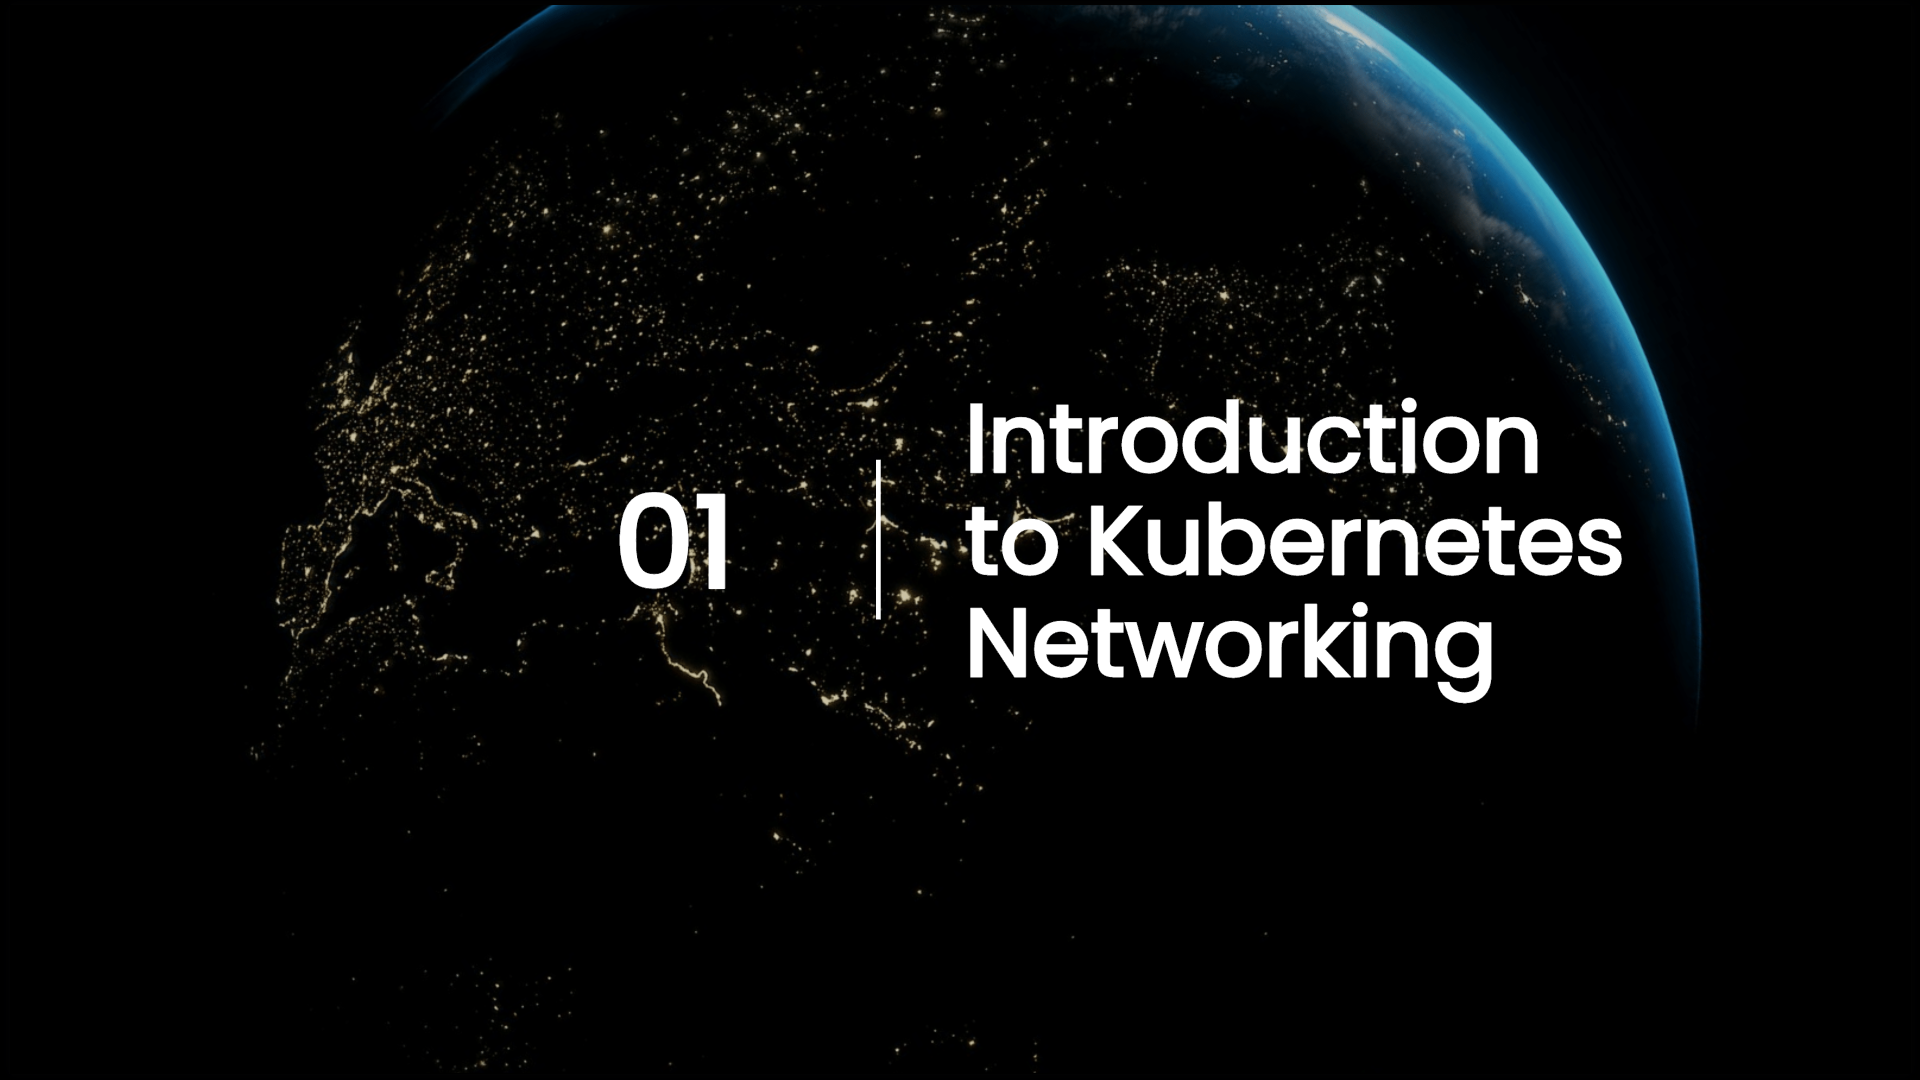 01
Introduction
to Kubernetes
Networking